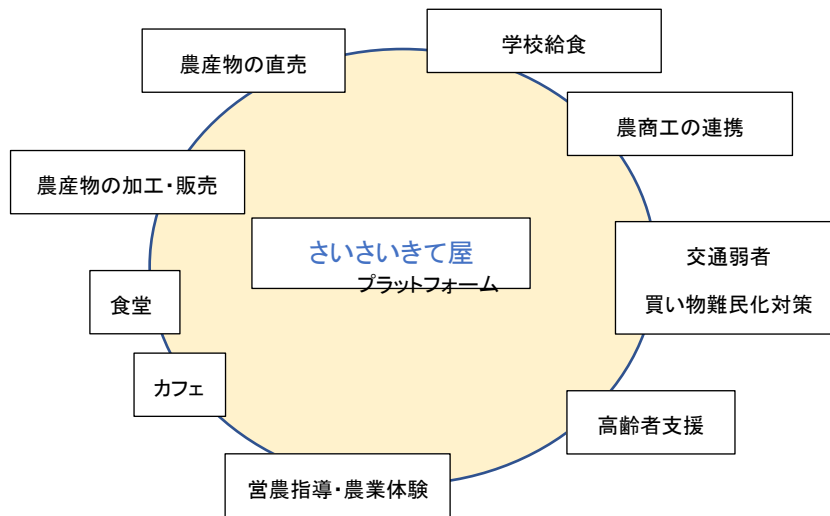 学校給食
農産物の直売
農商工の連携
農産物の加工・販売
さいさいきて屋
プラットフォーム
交通弱者
買い物難民化対策
食堂
カフェ
高齢者支援
営農指導・農業体験